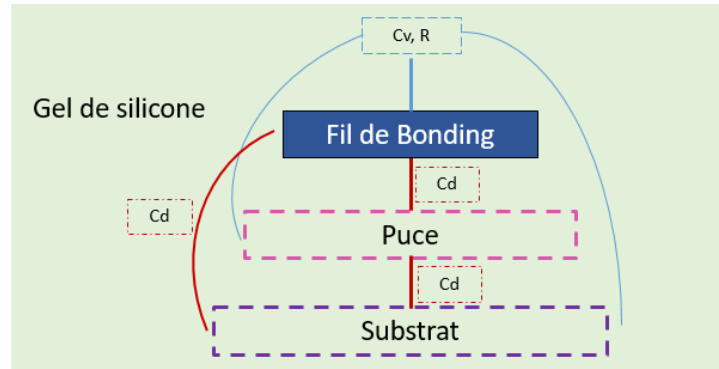 Cv, R
Gel de silicone
Fil de Bonding
Cd
Cd
Puce
Cd
Substrat